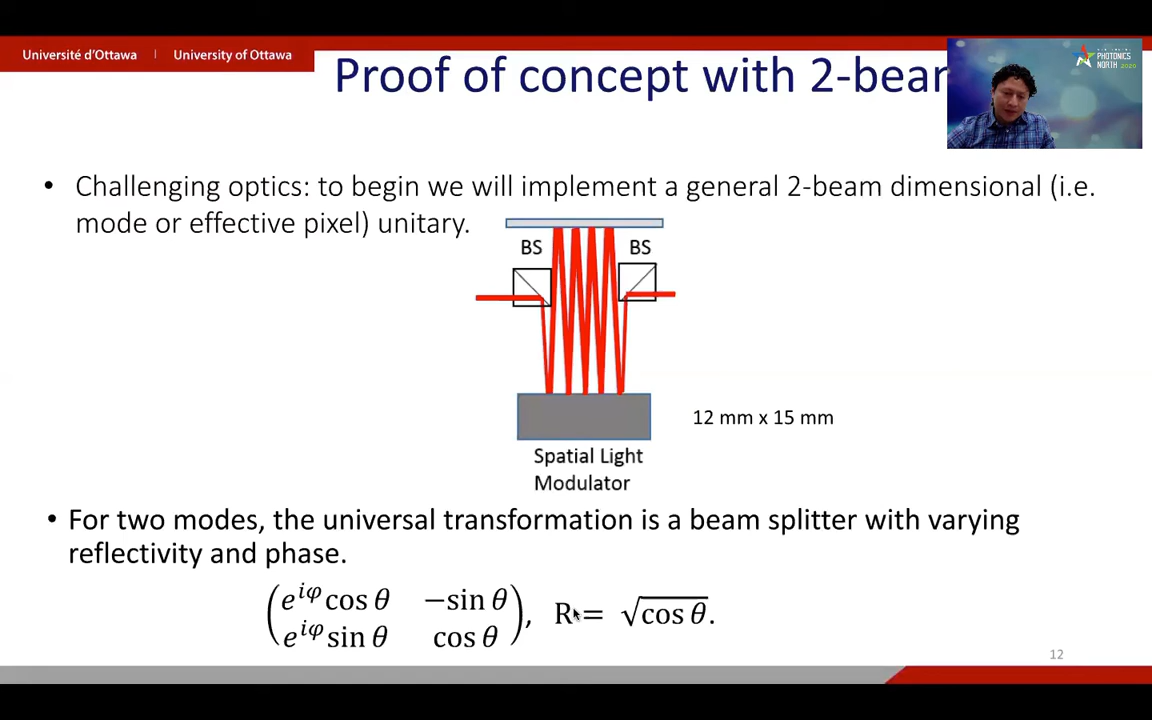 Université d'Ottawa | University of Ottawa
Proof of concept with 2-bear
PHOTONICS
NORTH 2020
• Challenging optics: to begin we will implement a general 2-beam dimensional (i.e.
mode or effective pixel) unitary.
BS BS
12 mm x 15 mm
Spatial Light
Modulator
• For two modes, the universal transformation is a beam splitter with varying
reflectivity and phase.
(e^{iφ} cos θ −sin θ
e^{iφ} sin θ cos θ), R = √cos θ.
12